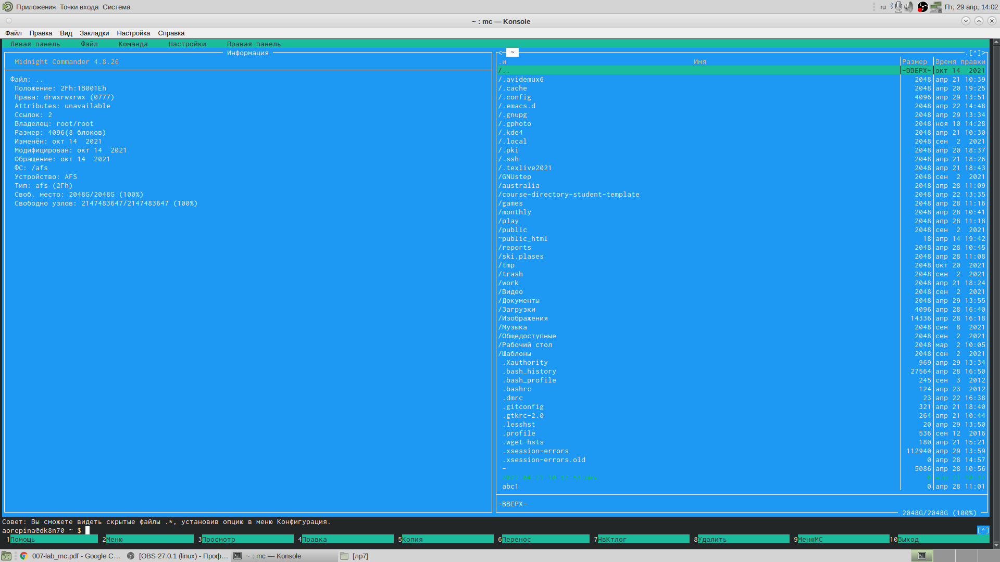 Приложения Точки входа Система
ru Пт, 29 апр, 14:02
~ : mc — Konsole
Файл Правка Вид Закладки Настройка Справка
Левая панель Файл Команда Настройки Правая панель
Информация
Midnight Commander 4.8.26
Файл: ..
Положение: 2Fh:1B001Eh
Права: drwxrwxrwx (0777)
Attributes: unavailable
Ссылок: 2
Владелец: root/root
Размер: 4096(8 блоков)
Изменён: окт 14 2021
Модифицирован: окт 14 2021
Обращение: окт 14 2021
ФС: /afs
Устройство: AFS
Тип: afs (2Fh)
Своб. место: 2048G/2048G (100%)
Свободно узлов: 2147483647/2147483647 (100%)
<─ ~ .[^]>
.и Имя Размер Время правки
/.. -ВВЕРХ- окт 14 2021
/.avidemux6 2048 апр 21 10:39
/.cache 2048 апр 20 19:25
/.config 4096 апр 29 13:51
/.emacs.d 2048 апр 22 14:48
/.gnupg 2048 апр 29 13:34
/.gphoto 2048 ноя 10 14:28
/.kde4 2048 апр 21 10:30
/.local 2048 сен 2 2021
/.pki 2048 апр 20 18:37
/.ssh 2048 апр 21 18:26
/.texlive2021 2048 апр 21 18:43
/GNUstep 2048 сен 2 2021
/australia 2048 апр 28 11:09
/course-directory-student-template 2048 апр 22 13:35
/games 2048 апр 28 11:16
/monthly 2048 апр 28 10:41
/play 2048 апр 28 11:18
/public 2048 сен 2 2021
~public_html 18 апр 14 19:42
/reports 2048 апр 28 10:45
/ski.plases 2048 апр 28 11:08
/tmp 2048 окт 20 2021
/trash 2048 сен 2 2021
/work 2048 апр 21 18:24
/Видео 2048 сен 2 2021
/Документы 2048 апр 29 13:55
/Загрузки 4096 апр 28 16:40
/Изображения 14336 апр 28 16:18
/Музыка 2048 сен 8 2021
/Общедоступные 2048 сен 2 2021
/Рабочий стол 2048 мар 2 10:05
/Шаблоны 2048 сен 2 2021
.Xauthority 969 апр 29 13:34
.bash_history 27564 апр 28 16:50
.bash_profile 245 сен 3 2012
.bashrc 124 апр 23 2012
.dmrc 23 апр 22 16:38
.gitconfig 321 апр 21 18:40
.gtkrc-2.0 264 апр 21 10:44
.lesshst 20 апр 29 13:50
.profile 536 сен 12 2016
.wget-hsts 180 апр 21 15:21
.xsession-errors 112940 апр 29 13:59
.xsession-errors.old 0 апр 28 14:57
- 5086 апр 28 10:56
abc1 0 апр 28 11:01
-ВВЕРХ-
2048G/2048G (100%)
Совет: Вы сможете видеть скрытые файлы .*, установив опцию в меню Конфигурация.
aorepina@dk8n70 ~ $ [^]
1Помощь 2Меню 3Просмотр 4Правка 5Копия 6Перенос 7НвКтлог 8Удалить 9МенюMC 10Выход
007-lab_mc.pdf - Google C... [OBS 27.0.1 (linux) - Проф... ~ : mc — Konsole [лр7]